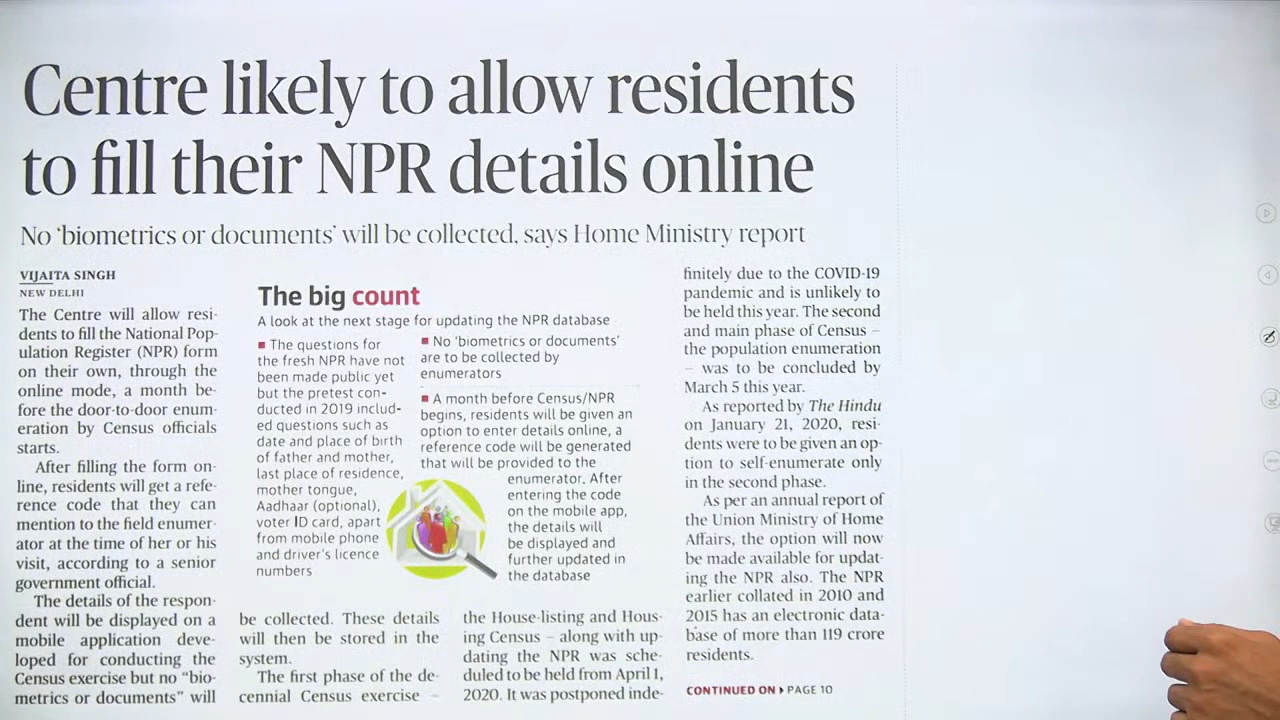 Centre likely to allow residents
to fill their NPR details online
No ‘biometrics or documents’ will be collected, says Home Ministry report
VIJAITA SINGH
NEW DELHI
The Centre will allow resi-
dents to fill the National Pop-
ulation Register (NPR) form
on their own, through the
online mode, a month be-
fore the door-to-door enum-
eration by Census officials
starts.
After filling the form on-
line, residents will get a refe-
rence code that they can
mention to the field enumer-
ator at the time of her or his
visit, according to a senior
government official.
The details of the respon-
dent will be displayed on a
mobile application deve-
loped for conducting the
Census exercise but no “bio-
metrics or documents” will
The big count
A look at the next stage for updating the NPR database
■ The questions for
the fresh NPR have not
been made public yet
but the pretest con-
ducted in 2019 includ-
ed questions such as
date and place of birth
of father and mother,
last place of residence,
mother tongue,
Aadhaar (optional),
voter ID card, apart
from mobile phone
and driver's licence
numbers
■ No ‘biometrics or documents’
are to be collected by
enumerators
■ A month before Census/NPR
begins, residents will be given an
option to enter details online, a
reference code will be generated
that will be provided to the
enumerator. After
entering the code
on the mobile app,
the details will
be displayed and
further updated in
the database
be collected. These details
will then be stored in the
system.
The first phase of the de-
cennial Census exercise –
the House-listing and Hous-
ing Census – along with up-
dating the NPR was sche-
duled to be held from April 1,
2020. It was postponed inde-
finitely due to the COVID-19
pandemic and is unlikely to
be held this year. The second
and main phase of Census –
the population enumeration
– was to be concluded by
March 5 this year.
As reported by The Hindu
on January 21, 2020, resi-
dents were to be given an op-
tion to self-enumerate only
in the second phase.
As per an annual report of
the Union Ministry of Home
Affairs, the option will now
be made available for updat-
ing the NPR also. The NPR
earlier collated in 2010 and
2015 has an electronic data-
base of more than 119 crore
residents.
CONTINUED ON ▸ PAGE 10